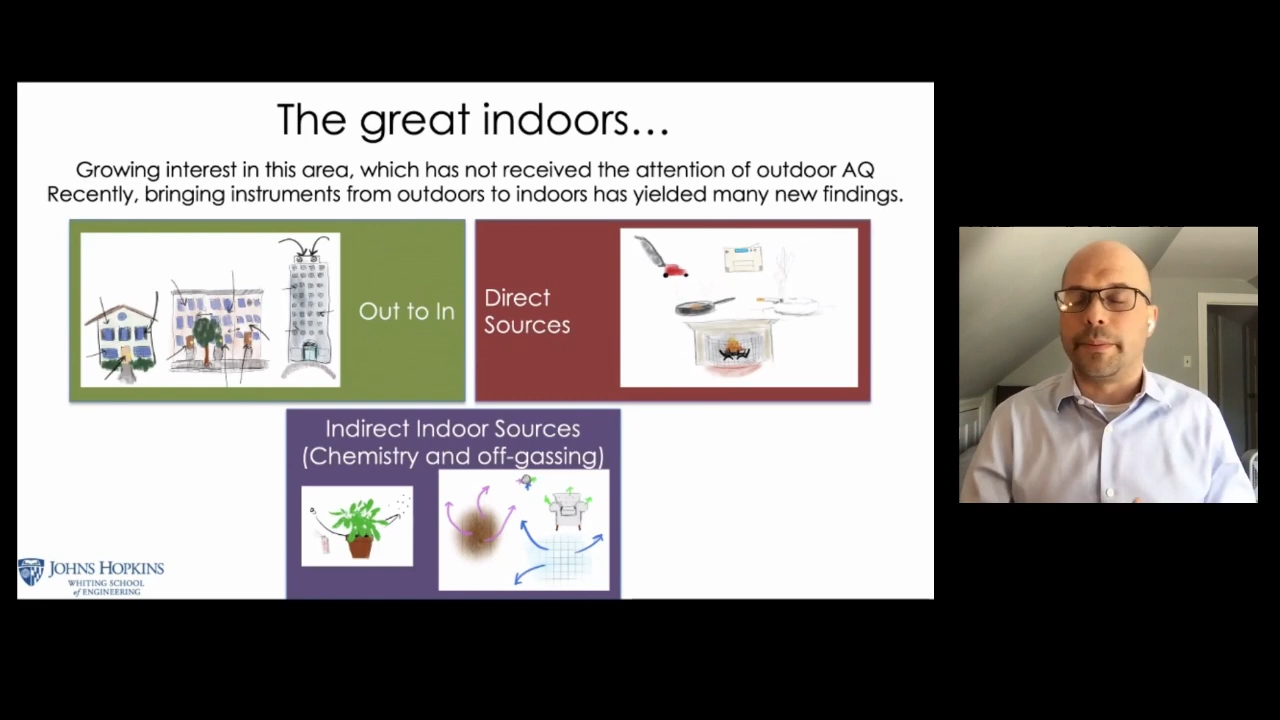 The great indoors…
Growing interest in this area, which has not received the attention of outdoor AQ
Recently, bringing instruments from outdoors to indoors has yielded many new findings.
Out to In
Direct
Sources
Indirect Indoor Sources
(Chemistry and off-gassing)
JOHNS HOPKINS
WHITING SCHOOL
of ENGINEERING